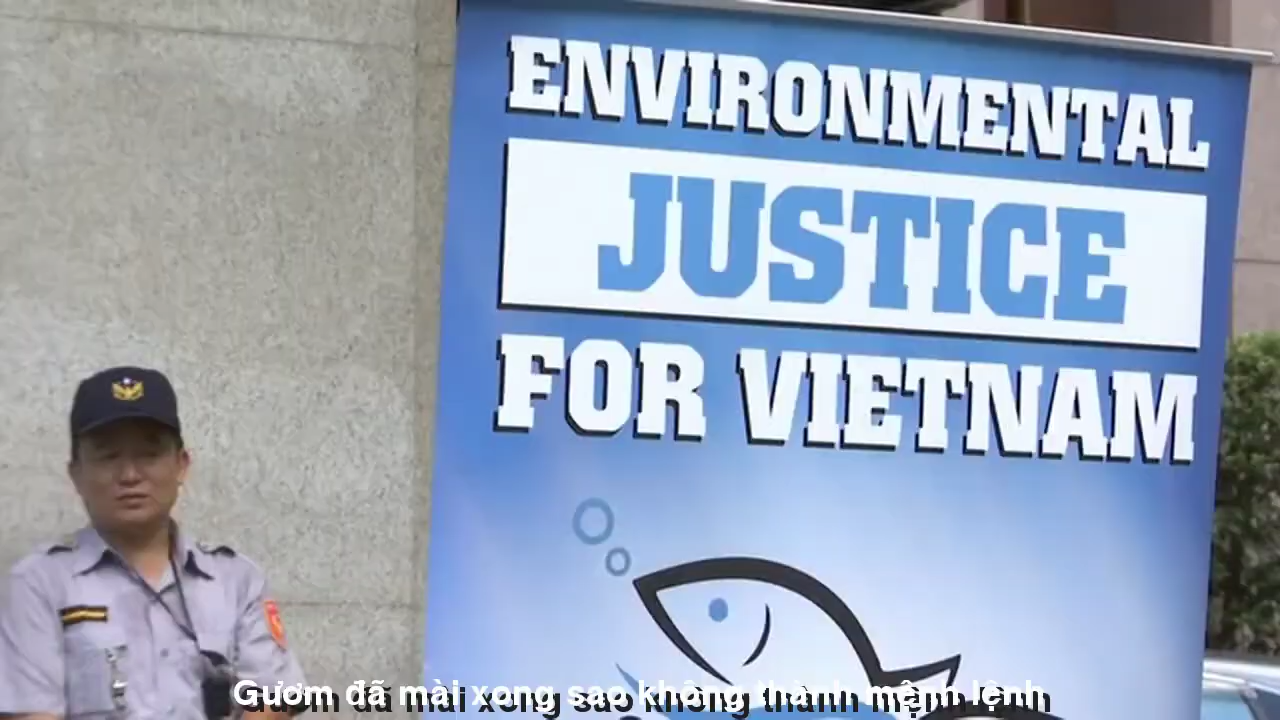 ENVIRONMENTAL
JUSTICE
FOR VIETNAM
Gươm đã mài xong sao không thành mệnh lệnh